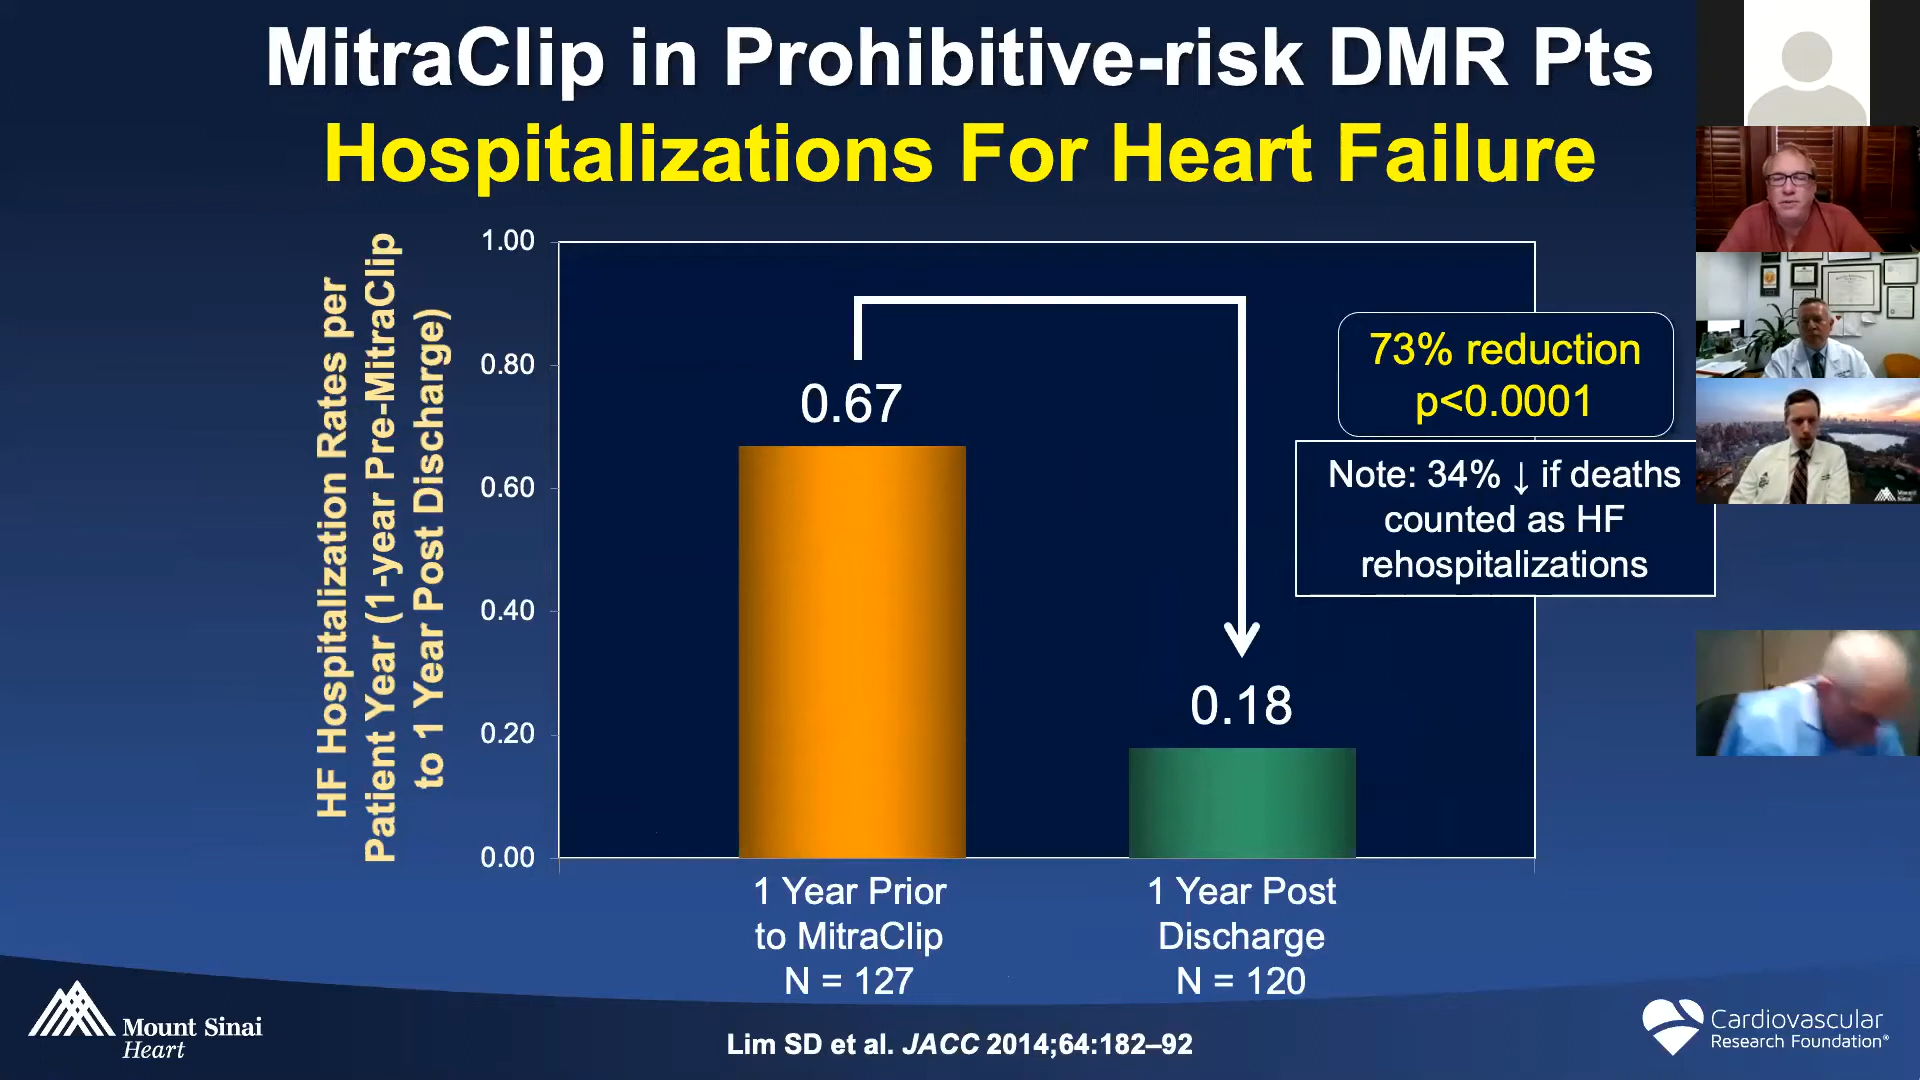 MitraClip in Prohibitive-risk DMR Pts
Hospitalizations For Heart Failure
HF Hospitalization Rates per
Patient Year (1-year Pre-MitraClip
to 1 Year Post Discharge)
1.00
0.80
0.60
0.40
0.20
0.00
0.67
0.18
73% reduction
p<0.0001
Note: 34% ↓ if deaths
counted as HF
rehospitalizations
1 Year Prior
to MitraClip
N = 127
1 Year Post
Discharge
N = 120
Mount Sinai
Heart
Lim SD et al. JACC 2014;64:182–92
Cardiovascular
Research Foundation®
Mount
Sinai